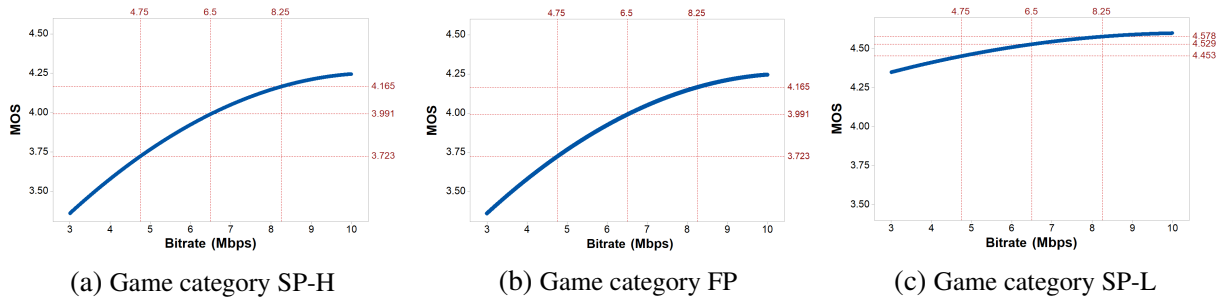 4.75 6.5 8.25
4.50
4.25
4.00
3.75
3.50
4.165
3.991
3.723
MOS
3 4 5 6 7 8 9 10
Bitrate (Mbps)
(a) Game category SP-H
4.75 6.5 8.25
4.50
4.25
4.00
3.75
3.50
4.165
3.991
3.723
MOS
3 4 5 6 7 8 9 10
Bitrate (Mbps)
(b) Game category FP
4.75 6.5 8.25
4.50
4.25
4.00
3.75
3.50
4.578
4.529
4.453
MOS
3 4 5 6 7 8 9 10
Bitrate (Mbps)
(c) Game category SP-L